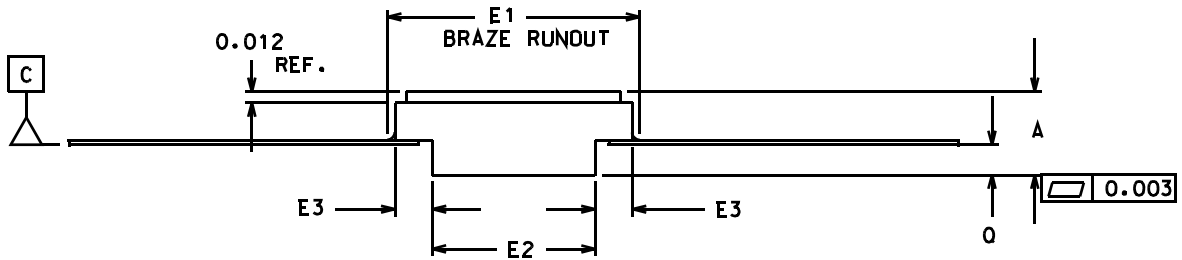 E1
BRAZE RUNOUT
0.012
REF.
C
A
0.003
E3
E3
Q
E2